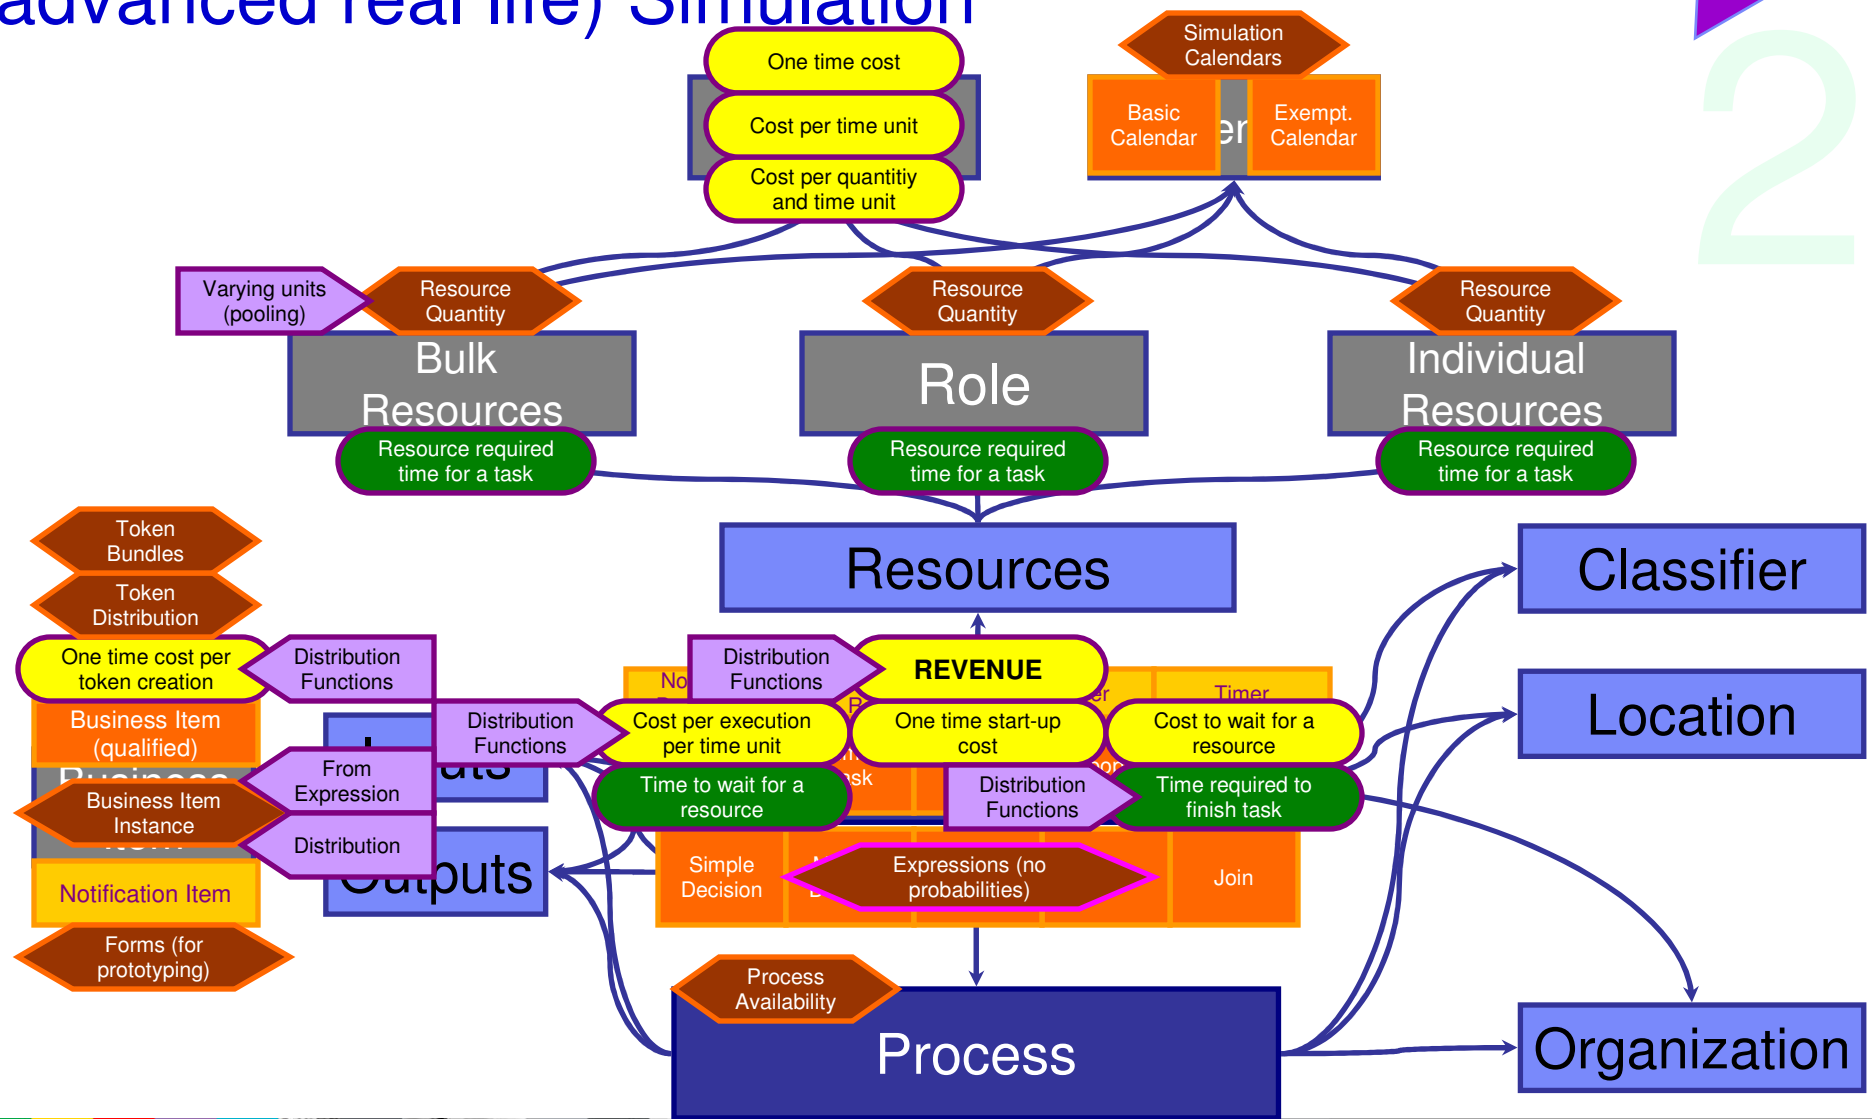 advanced real life) Simulation
2
One time cost
Cost per time unit
Cost per quantitiy
and time unit
Simulation
Calendars
Basic
Calendar
Exempt.
Calendar
Varying units
(pooling)
Resource
Quantity
Resource
Quantity
Resource
Quantity
Bulk
Resources
Role
Individual
Resources
Resource required
time for a task
Resource required
time for a task
Resource required
time for a task
Token
Bundles
Token
Distribution
Resources
Classifier
One time cost per
token creation
Distribution
Functions
Distribution
Functions
REVENUE
Timer
Business Item
(qualified)
Distribution
Functions
Cost per execution
per time unit
One time start-up
cost
Cost to wait for a
resource
Location
From
Expression
Time to wait for a
resource
Distribution
Functions
Time required to
finish task
Business Item
Instance
Distribution
Outputs
Simple
Decision
Expressions (no
probabilities)
Join
Notification Item
Forms (for
prototyping)
Process
Availability
Process
Organization